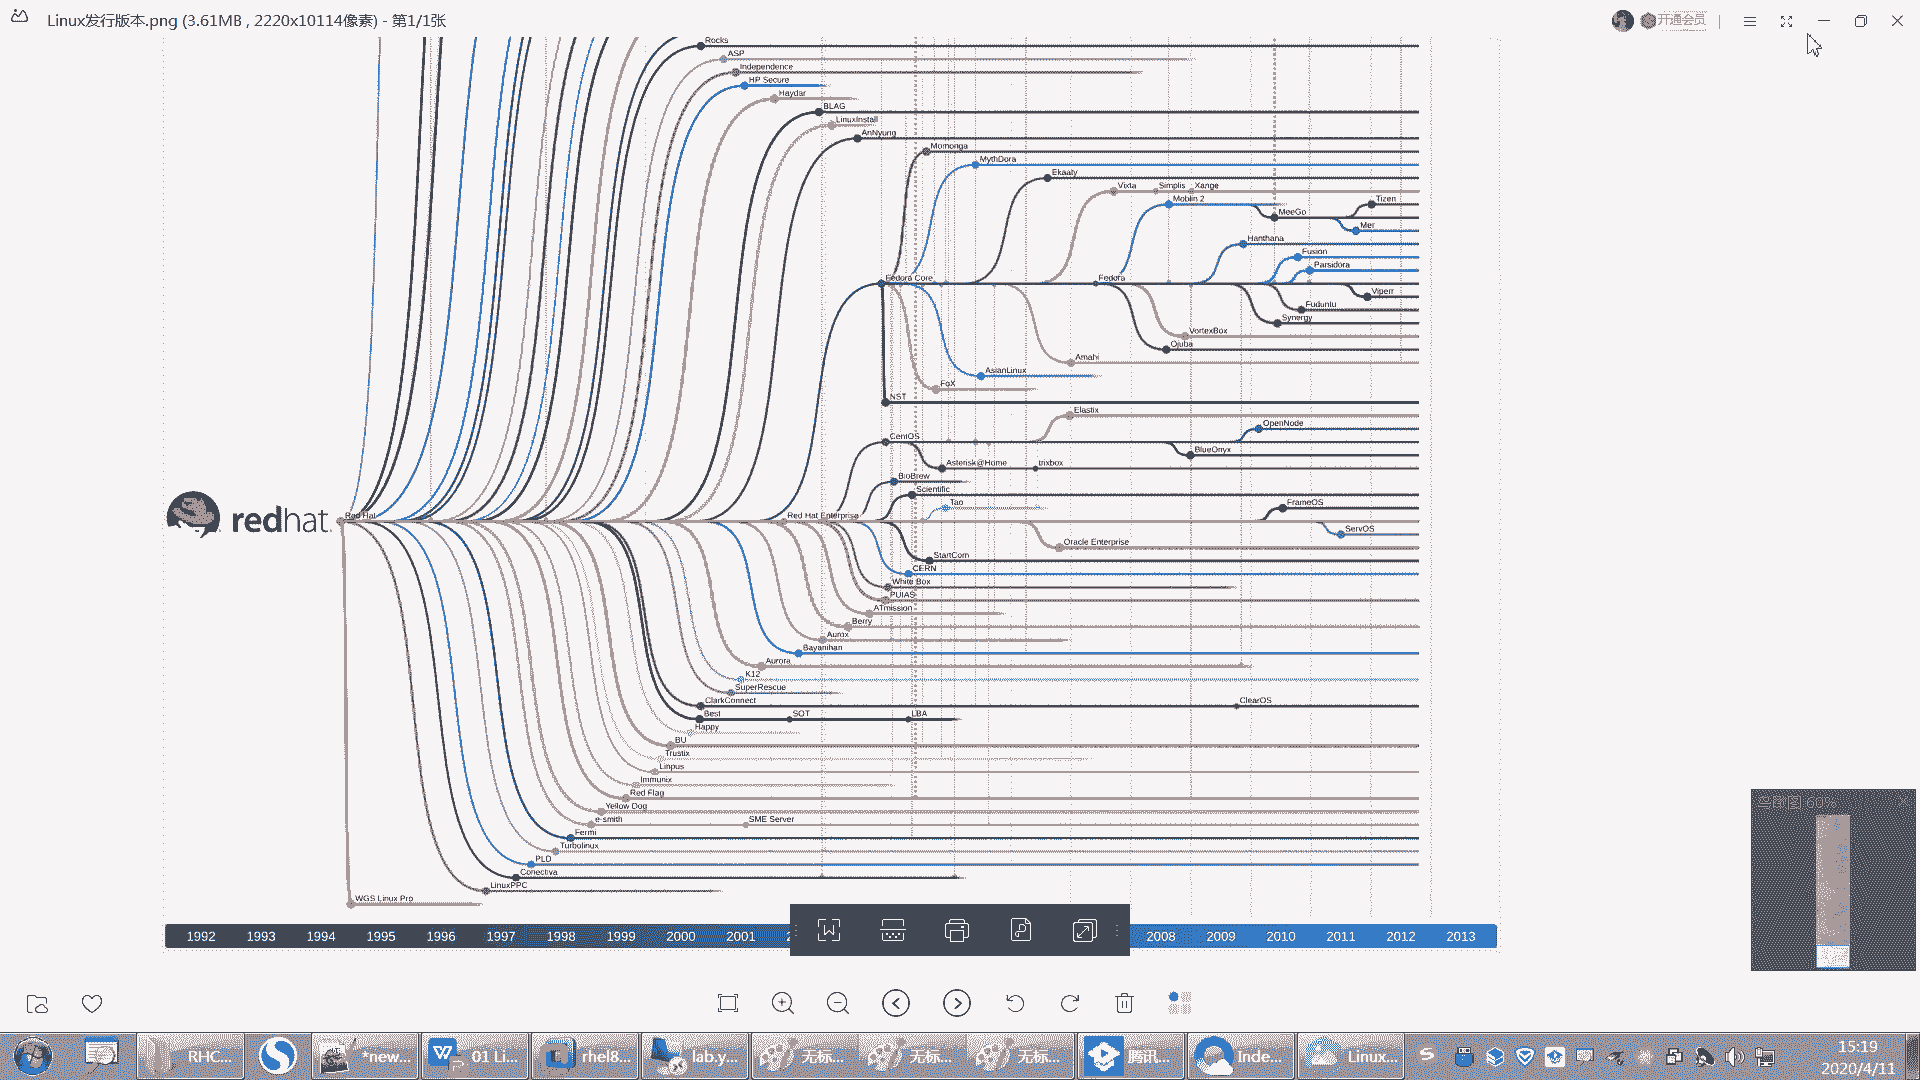 Linux发行版本.png (3.61MB , 2220x10114像素) - 第1/1张
开通会员
Rocks
ASP
Independence
HP Secure
Haydar
BLAG
LinuxInstall
AnNyung
Momonga
MythDora
Ekaaty
Vixta Simplis Xange
Moblin 2
Tizen
MeeGo
Mer
Hanthana
Fusion
Parsidora
Fedora Core
Fedora
Viperr
Fuduntu
Synergy
VortexBox
Ojuba
Amahi
AsianLinux
FoX
NST
Elastix
OpenNode
CentOS
BlueOnyx
Asterisk@Home
trixbox
BioBrew
Scientific
Tao
FrameOS
redhat.
Red Hat
Red Hat Enterprise
ServOS
Oracle Enterprise
StartCom
CERN
White Box
PUIAS
ATmission
Berry
Aurox
Bayanihan
Aurora
K12
SuperRescue
ClarkConnect
ClearOS
Best
SOT
LBA
Happy
BU
Trustix
Linpus
Immunix
Red Flag
Yellow Dog
e-smith
SME Server
Fermi
Turbolinux
PLD
Conectiva
LinuxPPC
WGS Linux Pro
鸟瞰图 60%
1992 1993 1994 1995 1996 1997 1998 1999 2000 2001 2008 2009 2010 2011 2012 2013
RHC... *new... 01 Li... rhel8... lab.y... 无标... 无标... 无标... 腾讯... Inde... Linux...
15:19
2020/4/11